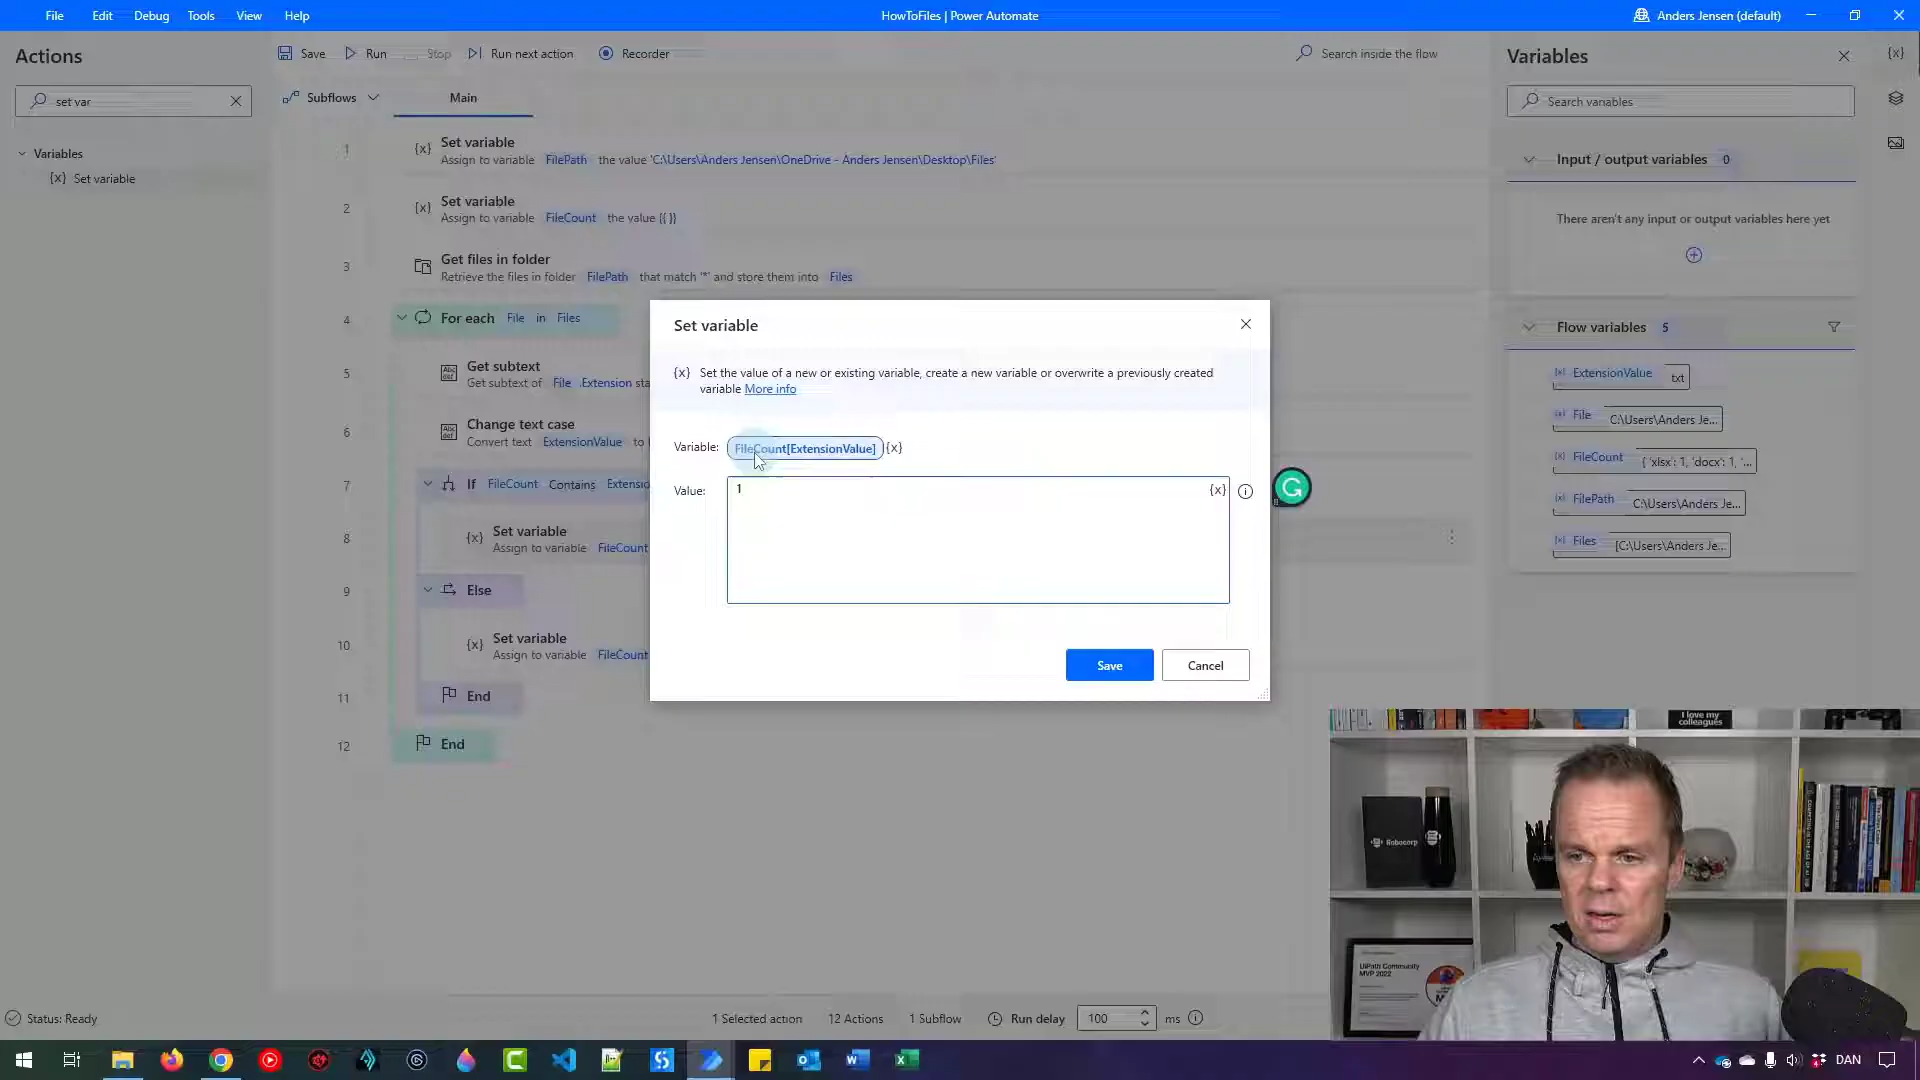 File Edit Debug Tools View Help
HowToFiles | Power Automate
Anders Jensen (default)
Actions
set var
Variables
{x} Set variable
Save Run Stop Run next action Recorder
Search inside the flow
Subflows Main
1 {x} Set variable
Assign to variable FilePath the value 'C:\Users\Anders Jensen\OneDrive - Anders Jensen\Desktop\Files'
2 {x} Set variable
Assign to variable FileCount the value {{ }}
3 Get files in folder
Retrieve the files in folder FilePath that match '*' and store them into Files
4 For each File in Files
5 Get subtext
Get subtext of File .Extension sta
6 Change text case
Convert text ExtensionValue to
7 If FileCount Contains Extensio
8 {x} Set variable
Assign to variable FileCount
9 Else
10 {x} Set variable
Assign to variable FileCount
11 End
12 End
Set variable
{x} Set the value of a new or existing variable, create a new variable or overwrite a previously created
variable More info
Variable: FileCount[ExtensionValue] {x}
Value: 1 {x}
Save Cancel
Variables
{x}
Search variables
Input / output variables 0
There aren't any input or output variables here yet
Flow variables 5
ExtensionValue txt
File C:\Users\Anders Je...
FileCount { 'xlsx': 1, 'docx': 1, '...
FilePath C:\Users\Anders Je...
Files [C:\Users\Anders Je...
I love my
colleagues
Robocorp
UiPath Community
MVP 2022
Status: Ready
1 Selected action 12 Actions 1 Subflow Run delay 100 ms
DAN